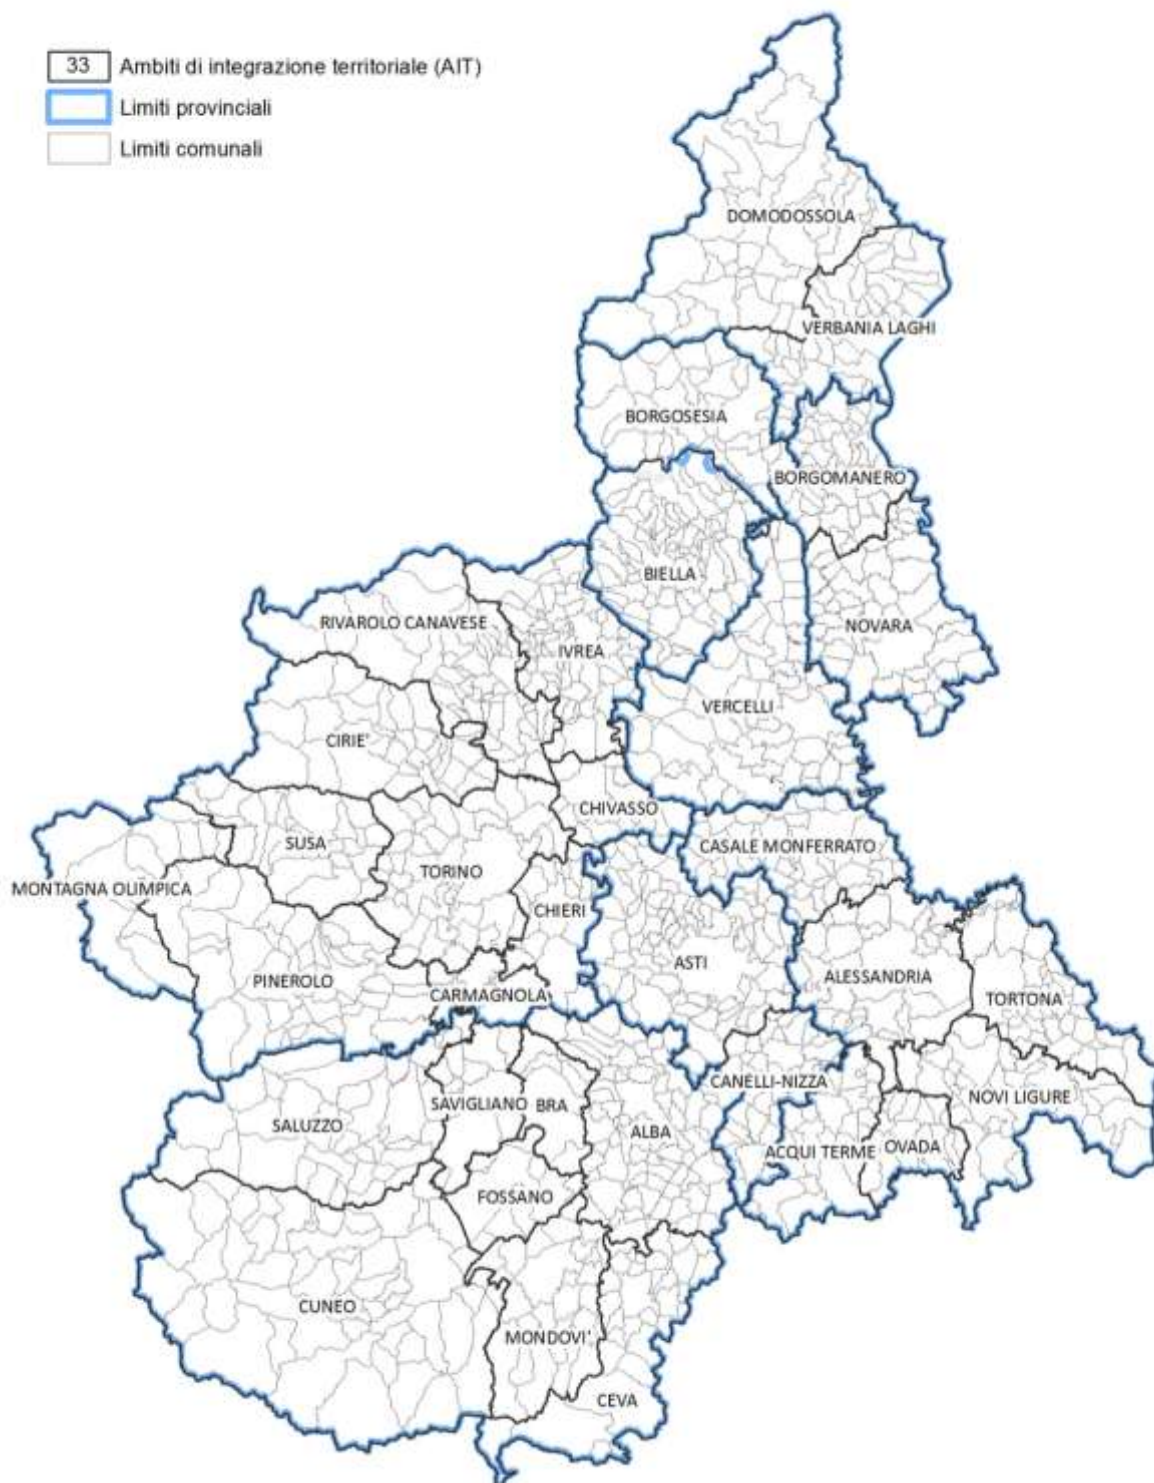 33 Ambiti di integrazione territoriale (AIT)
Limiti provinciali
Limiti comunali
DOMODOSSOLA
VERBANIA LAGHI
BORGOSESIA
BORGOMANERO
BIELLA
RIVAROLO CANAVESE
NOVARA
IVREA
VERCELLI
CIRIE'
CHIVASSO
SUSA
CASALE MONFERRATO
TORINO
MONTAGNA OLIMPICA
CHIERI
ASTI
ALESSANDRIA
PINEROLO
CARMAGNOLA
TORTONA
CANELLI-NIZZA
NOVI LIGURE
SAVIGLIANO
BRA
SALUZZO
ALBA
ACQUI TERME
OVADA
FOSSANO
CUNEO
MONDOVI'
CEVA